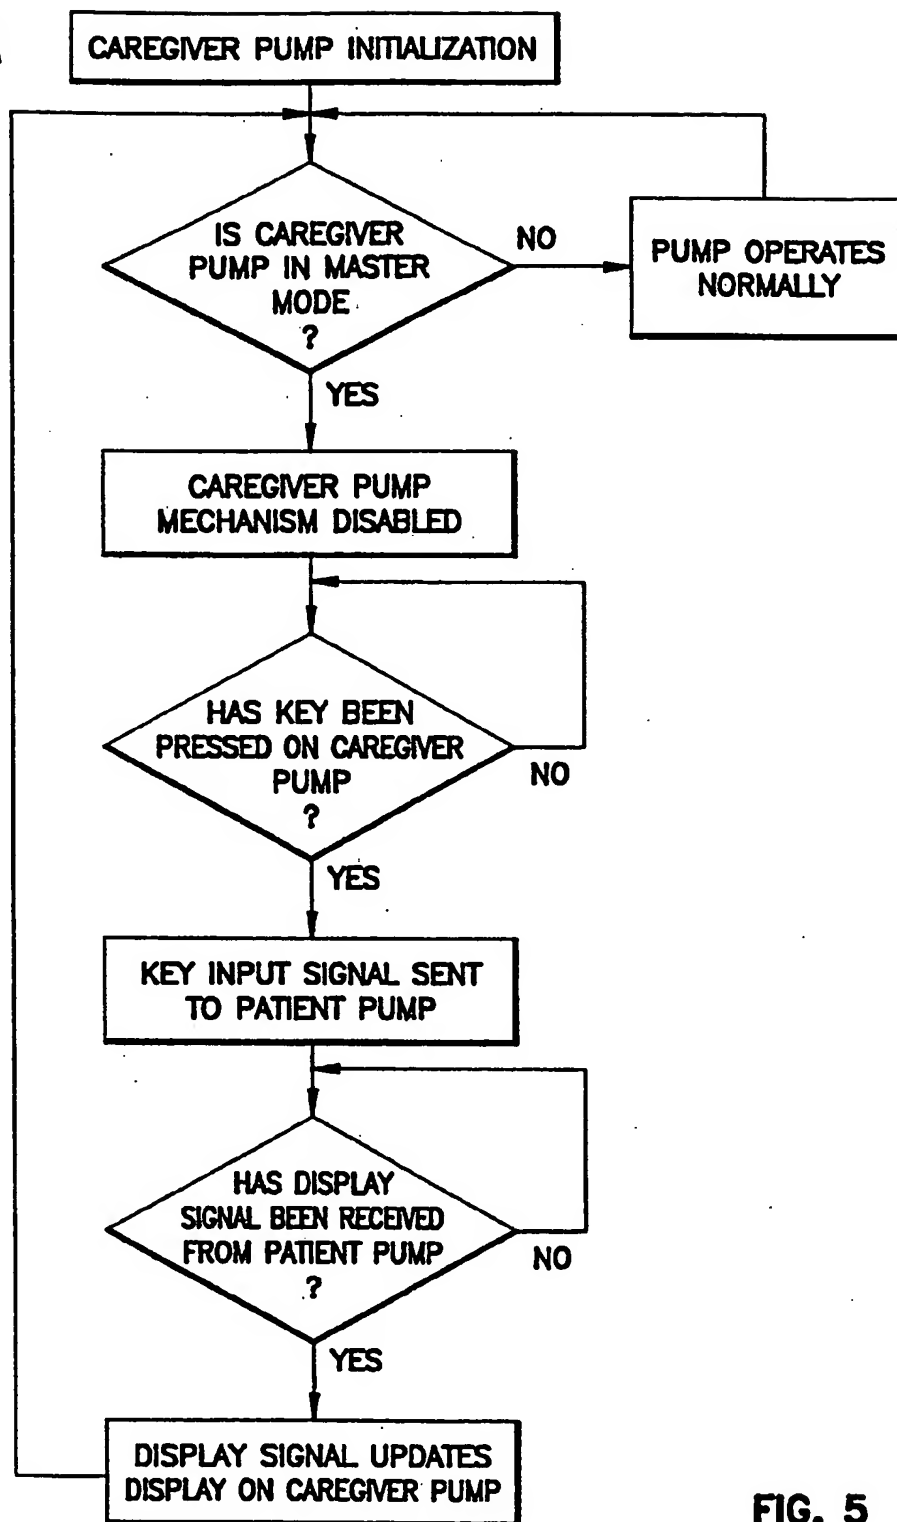 CAREGIVER PUMP INITIALIZATION
IS CAREGIVER
PUMP IN MASTER
MODE
?
NO
PUMP OPERATES
NORMALLY
YES
CAREGIVER PUMP
MECHANISM DISABLED
HAS KEY BEEN
PRESSED ON CAREGIVER
PUMP
?
NO
YES
KEY INPUT SIGNAL SENT
TO PATIENT PUMP
HAS DISPLAY
SIGNAL BEEN RECEIVED
FROM PATIENT PUMP
?
NO
YES
DISPLAY SIGNAL UPDATES
DISPLAY ON CAREGIVER PUMP
FIG. 5